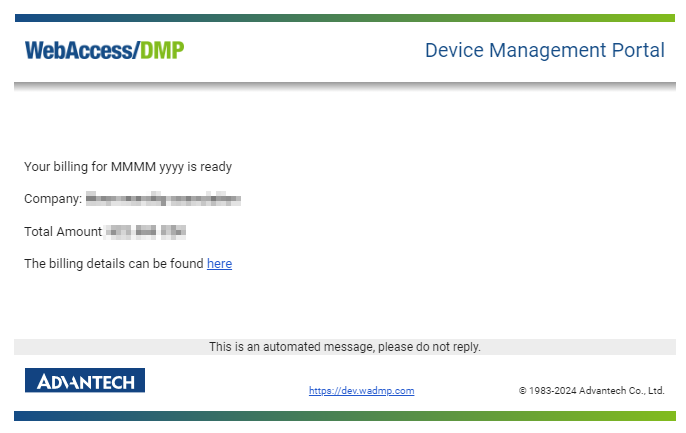 WebAccess/DMP
Device Management Portal
Your billing for MMMM yyyy is ready
Company:
Total Amount
The billing details can be found here
This is an automated message, please do not reply.
ADVANTECH
https://dev.wadmp.com
© 1983-2024 Advantech Co., Ltd.